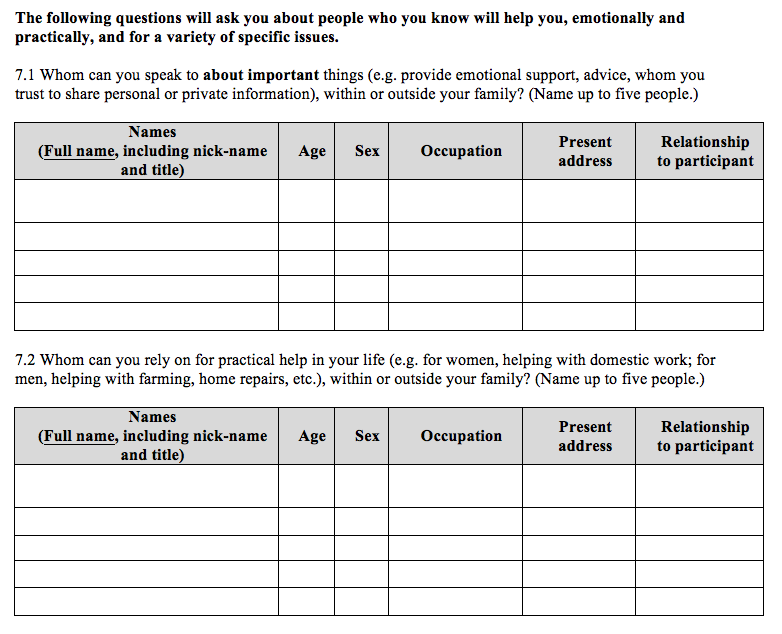 The following questions will ask you about people who you know will help you, emotionally and
practically, and for a variety of specific issues.
7.1 Whom can you speak to about important things (e.g. provide emotional support, advice, whom you
trust to share personal or private information), within or outside your family? (Name up to five people.)
Names
(Full name, including nick-name
and title)
Age
Sex
Occupation
Present
address
Relationship
to participant
7.2 Whom can you rely on for practical help in your life (e.g. for women, helping with domestic work; for
men, helping with farming, home repairs, etc.), within or outside your family? (Name up to five people.)
Names
(Full name, including nick-name
and title)
Age
Sex
Occupation
Present
address
Relationship
to participant